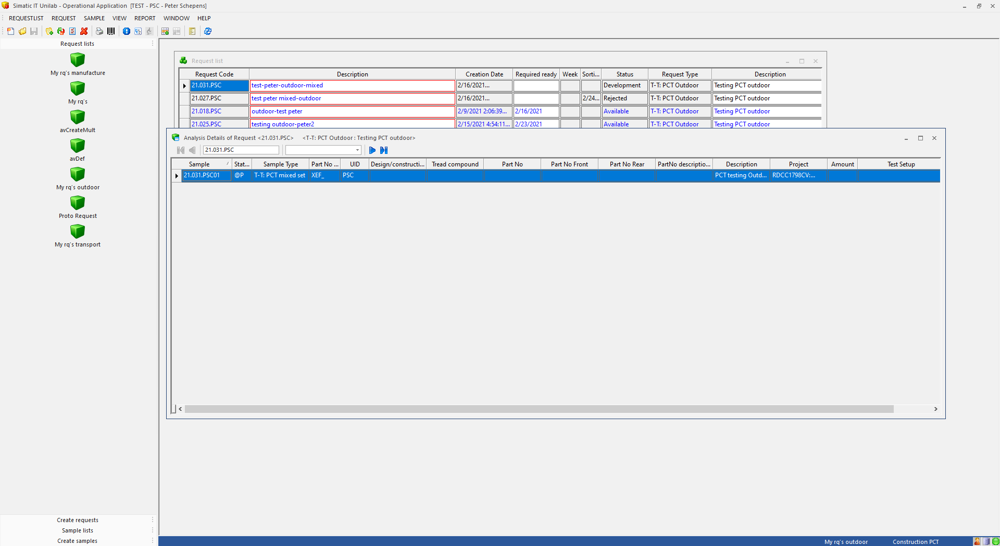 Simatic IT Unilab - Operational Application [TEST - PSC - Peter Schepens]
REQUESTLIST REQUEST SAMPLE VIEW REPORT WINDOW HELP
Request lists
My rq's manufacture
My rq's
avCreateMult
avDef
My rq's outdoor
Proto Request
My rq's transport
Create requests
Sample lists
Create samples
Request list
Request Code Description Creation Date Required ready Week Sorti... Status Request Type Description
21.031.PSC test-peter-outdoor-mixed 2/16/2021... Development T-T: PCT Outdoor Testing PCT outdoor
21.027.PSC test peter mixed-outdoor 2/16/2021... 2/24... Rejected T-T: PCT Outdoor Testing PCT outdoor
21.018.PSC outdoor-test peter 2/9/2021 2:06:39... 2/16/2021 Available T-T: PCT Outdoor Testing PCT outdoor
21.025.PSC testing outdoor-peter2 2/15/2021 4:54:11... 2/23/2021 Available T-T: PCT Outdoor Testing PCT outdoor
Analysis Details of Request <21.031.PSC> <T-T: PCT Outdoor : Testing PCT outdoor>
21.031.PSC
Sample Stat... Sample Type Part No ... UID Design/constructi... Tread compound Part No Part No Front Part No Rear PartNo descriptio... Description Project Amount Test Setup
21.031.PSC01 @P T-T: PCT mixed set XEF_ PSC PCT testing Outd... RDCC1798CV:...
My rq's outdoor Construction PCT